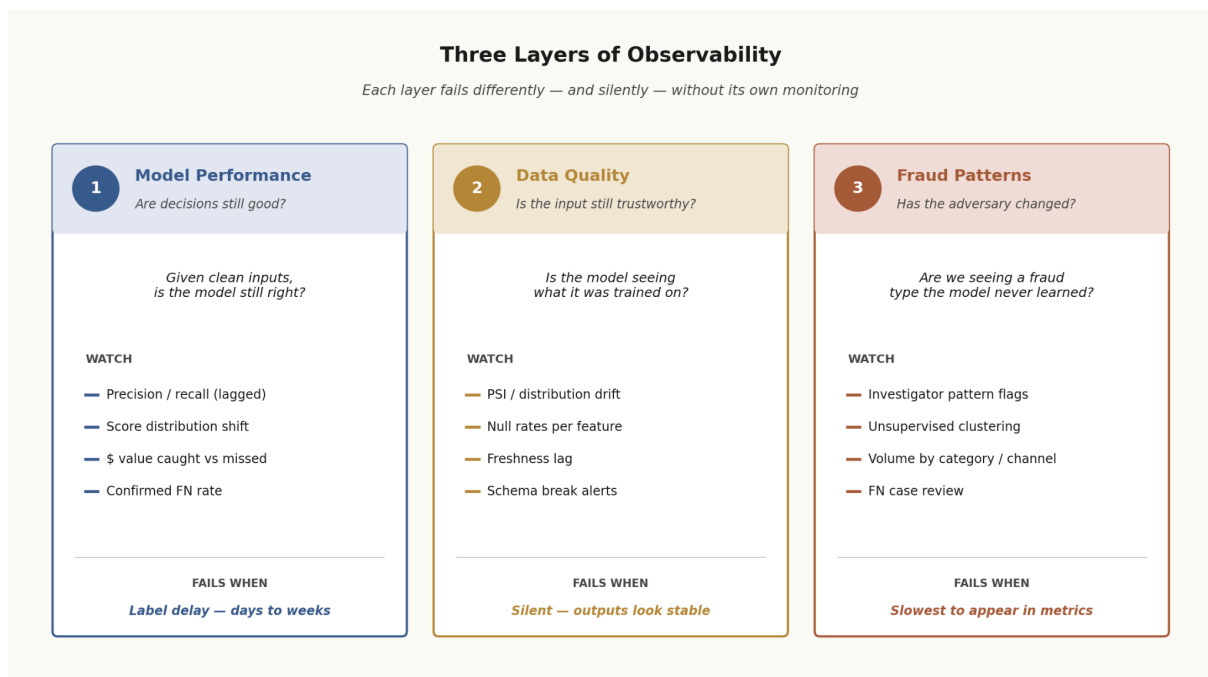 Three Layers of Observability
Each layer fails differently — and silently — without its own monitoring
1
Model Performance
Are decisions still good?
Given clean inputs,
is the model still right?
WATCH
Precision / recall (lagged)
Score distribution shift
$ value caught vs missed
Confirmed FN rate
FAILS WHEN
Label delay — days to weeks
2
Data Quality
Is the input still trustworthy?
Is the model seeing
what it was trained on?
WATCH
PSI / distribution drift
Null rates per feature
Freshness lag
Schema break alerts
FAILS WHEN
Silent — outputs look stable
3
Fraud Patterns
Has the adversary changed?
Are we seeing a fraud
type the model never learned?
WATCH
Investigator pattern flags
Unsupervised clustering
Volume by category / channel
FN case review
FAILS WHEN
Slowest to appear in metrics